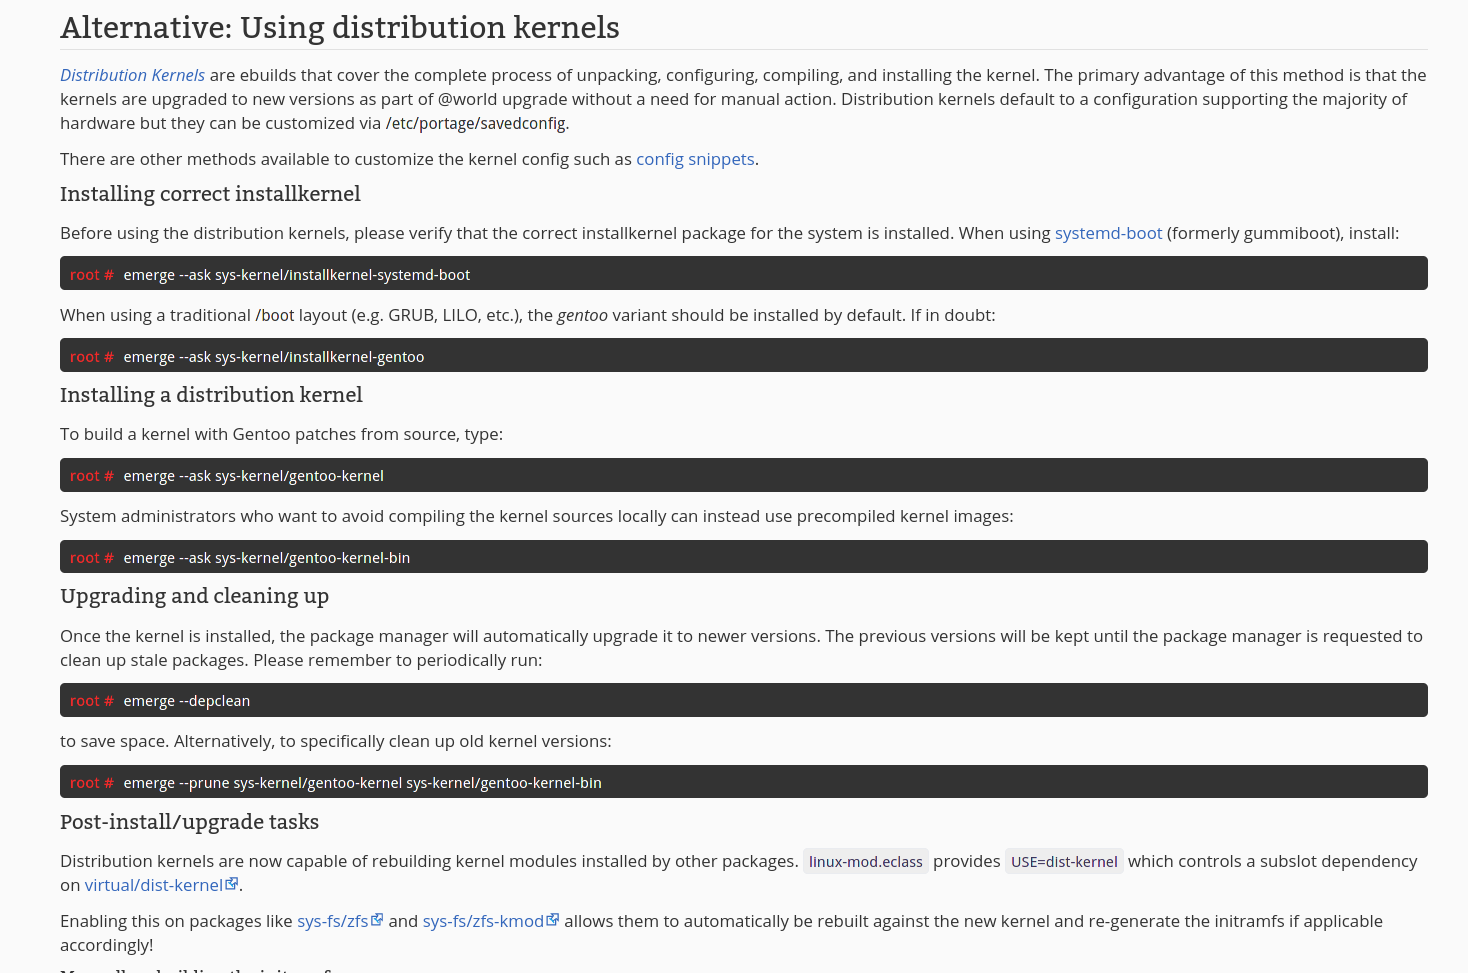 Alternative: Using distribution kernels
Distribution Kernels are ebuilds that cover the complete process of unpacking, configuring, compiling, and installing the kernel. The primary advantage of this method is that the
kernels are upgraded to new versions as part of @world upgrade without a need for manual action. Distribution kernels default to a configuration supporting the majority of
hardware but they can be customized via /etc/portage/savedconfig.
There are other methods available to customize the kernel config such as config snippets.
Installing correct installkernel
Before using the distribution kernels, please verify that the correct installkernel package for the system is installed. When using systemd-boot (formerly gummiboot), install:
root # emerge --ask sys-kernel/installkernel-systemd-boot
When using a traditional /boot layout (e.g. GRUB, LILO, etc.), the gentoo variant should be installed by default. If in doubt:
root # emerge --ask sys-kernel/installkernel-gentoo
Installing a distribution kernel
To build a kernel with Gentoo patches from source, type:
root # emerge --ask sys-kernel/gentoo-kernel
System administrators who want to avoid compiling the kernel sources locally can instead use precompiled kernel images:
root # emerge --ask sys-kernel/gentoo-kernel-bin
Upgrading and cleaning up
Once the kernel is installed, the package manager will automatically upgrade it to newer versions. The previous versions will be kept until the package manager is requested to
clean up stale packages. Please remember to periodically run:
root # emerge --depclean
to save space. Alternatively, to specifically clean up old kernel versions:
root # emerge --prune sys-kernel/gentoo-kernel sys-kernel/gentoo-kernel-bin
Post-install/upgrade tasks
Distribution kernels are now capable of rebuilding kernel modules installed by other packages. linux-mod.eclass provides USE=dist-kernel which controls a subslot dependency
on virtual/dist-kernel.
Enabling this on packages like sys-fs/zfs and sys-fs/zfs-kmod allows them to automatically be rebuilt against the new kernel and re-generate the initramfs if applicable
accordingly!